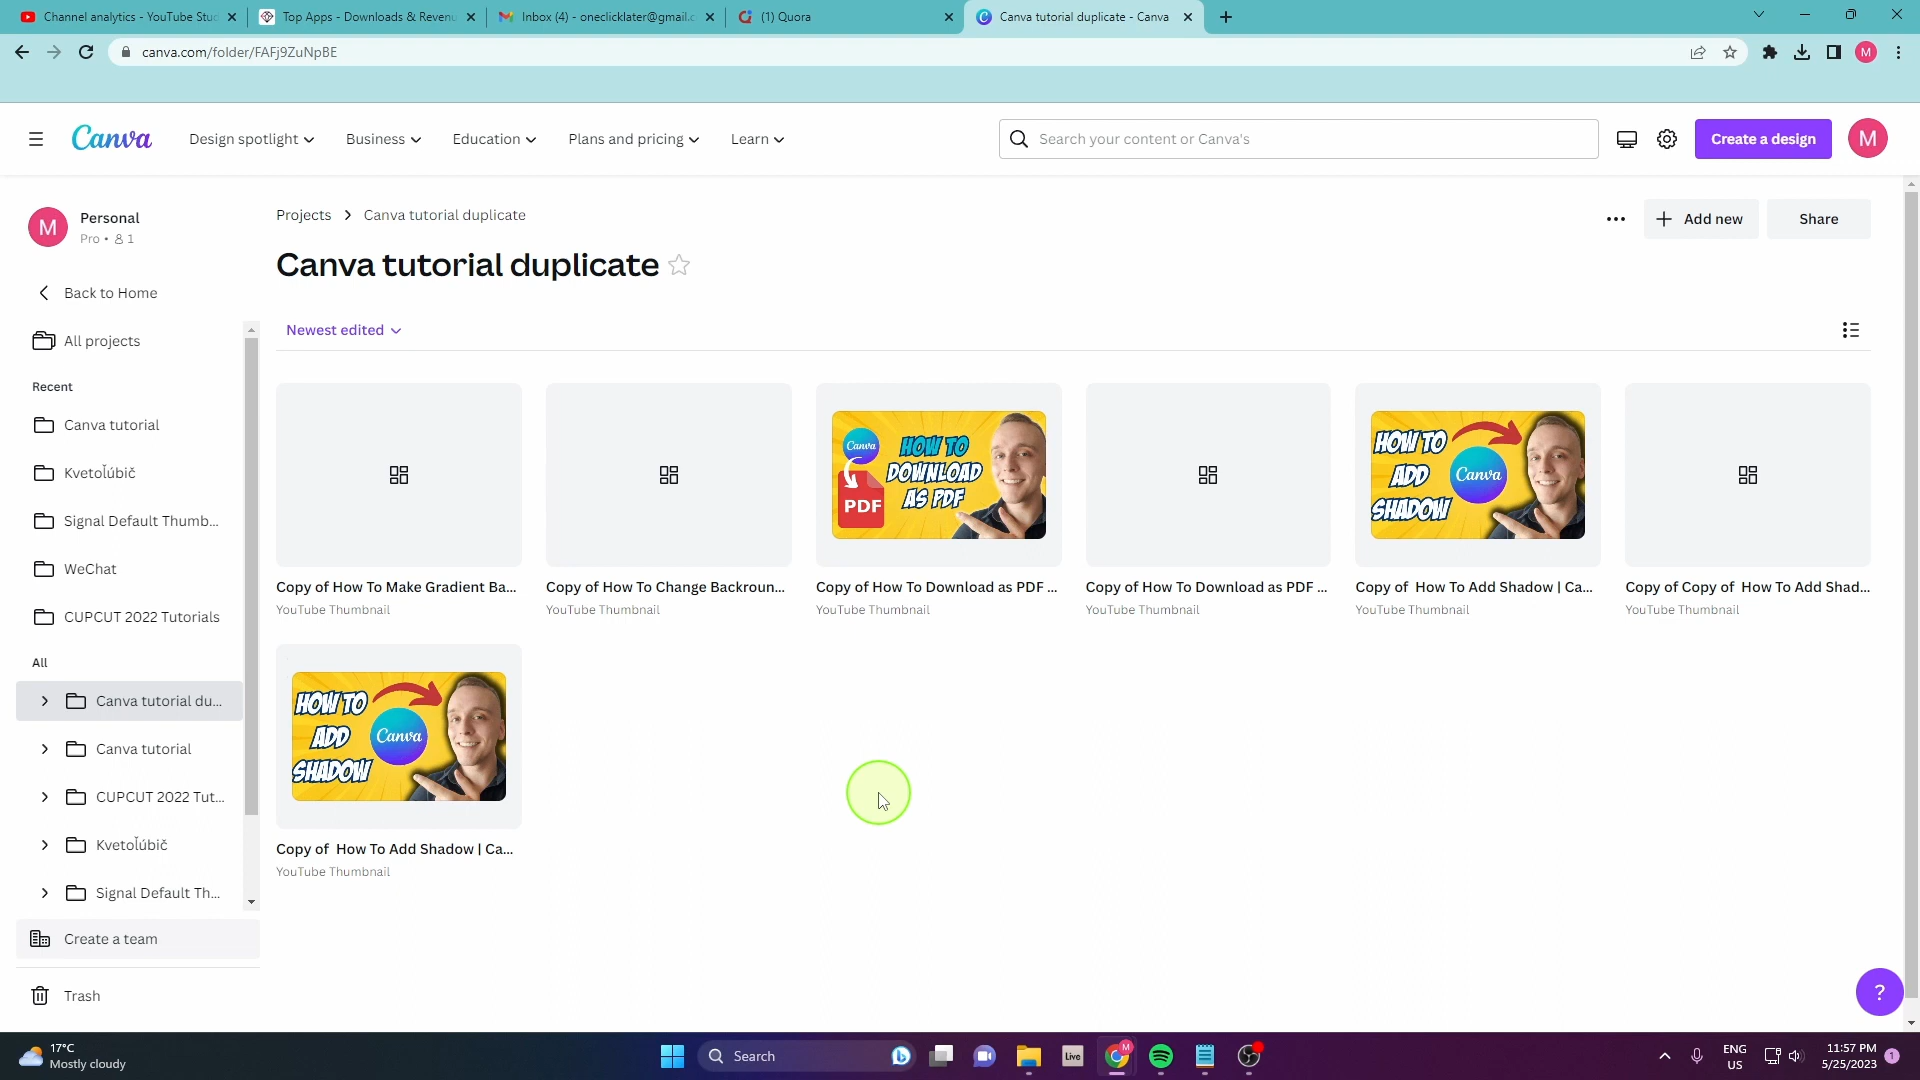 Channel analytics - YouTube Stuc
Top Apps - Downloads & Revenu
Inbox (4) - oneclicklater@gmail.c
(1) Quora
Canva tutorial duplicate - Canva
canva.com/folder/FAFj9ZuNpBE
M
Canva
Design spotlight
Business
Education
Plans and pricing
Learn
Search your content or Canva's
Create a design
M
M
Personal
Pro • 1
Back to Home
All projects
Recent
Canva tutorial
Kvetoľúbič
Signal Default Thumb...
WeChat
CUPCUT 2022 Tutorials
All
Canva tutorial du...
Canva tutorial
CUPCUT 2022 Tut...
Kvetoľúbič
Signal Default Th...
Create a team
Trash
Projects > Canva tutorial duplicate
Add new
Share
Canva tutorial duplicate
Newest edited
Canva
HOW TO
DOWNLOAD
AS PDF
PDF
HOW TO
ADD
SHADOW
Canva
Copy of How To Make Gradient Ba...
YouTube Thumbnail
Copy of How To Change Backroun...
YouTube Thumbnail
Copy of How To Download as PDF ...
YouTube Thumbnail
Copy of How To Download as PDF ...
YouTube Thumbnail
Copy of How To Add Shadow | Ca...
YouTube Thumbnail
Copy of Copy of How To Add Shad...
YouTube Thumbnail
HOW TO
ADD
SHADOW
Canva
Copy of How To Add Shadow | Ca...
YouTube Thumbnail
?
17°C
Mostly cloudy
Search
Live
M
ENG
US
11:57 PM
5/25/2023
1